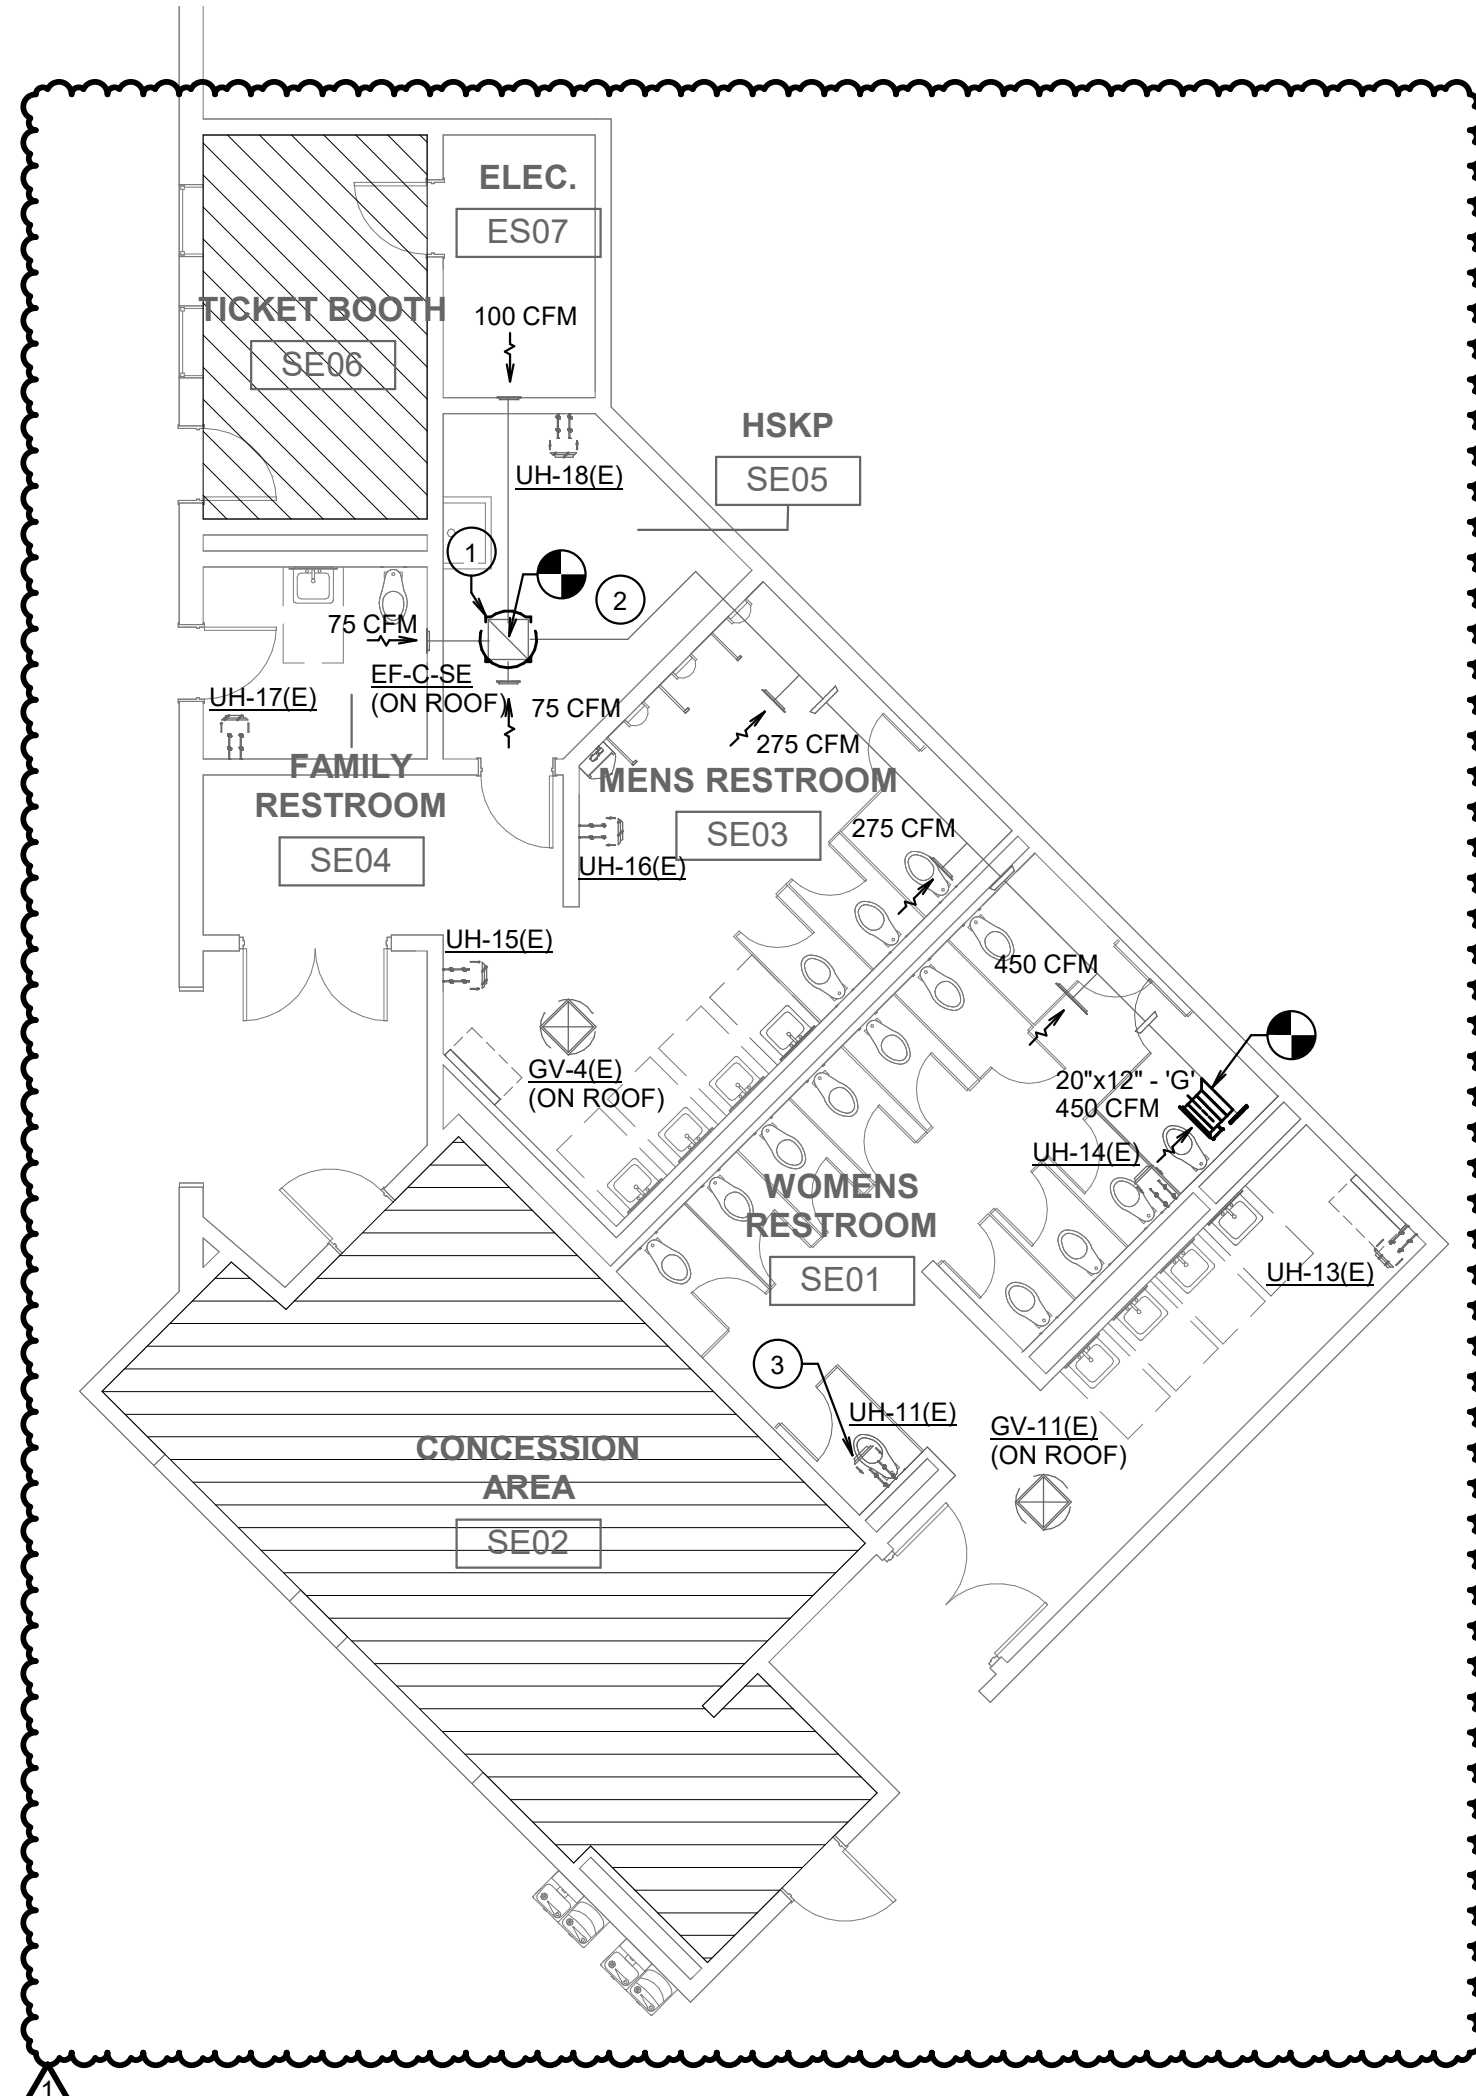 ELEC.
ES07
TICKET BOOTH
SE06
100 CFM
HSKP
SE05
UH-18(E)
1
2
75 CFM
EF-C-SE
(ON ROOF)
75 CFM
UH-17(E)
275 CFM
FAMILY
RESTROOM
SE04
MENS RESTROOM
SE03
275 CFM
UH-16(E)
UH-15(E)
450 CFM
GV-4(E)
(ON ROOF)
20"x12" - 'G'
450 CFM
UH-14(E)
WOMENS
RESTROOM
SE01
UH-13(E)
3
UH-11(E)
GV-11(E)
(ON ROOF)
CONCESSION
AREA
SE02
1